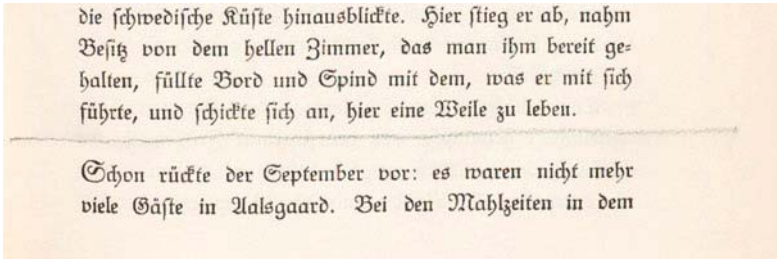 die schwedische Küste hinausblickte. Hier stieg er ab, nahm
Besitz von dem hellen Zimmer, das man ihm bereit ge⸗
halten, füllte Bord und Spind mit dem, was er mit sich
führte, und schickte sich an, hier eine Weile zu leben.
Schon rückte der September vor: es waren nicht mehr
viele Gäste in Aalsgaard. Bei den Mahlzeiten in dem